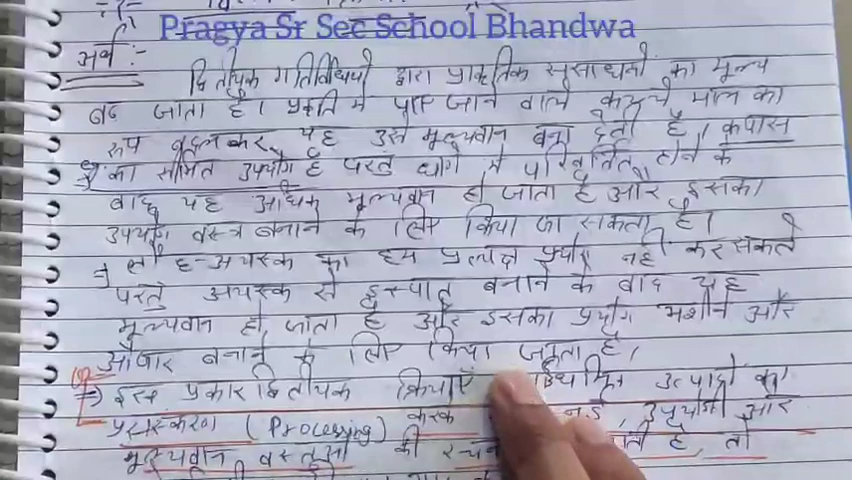 Pragya Sr Sec School Bhandwa
अर्थ :-
द्वितीयक गतिविधियों द्वारा प्राकृतिक संसाधनों का मूल्य
बढ़ जाता है। प्रकृति में पाए जाने वाले कच्चे माल का
रूप बदलकर यह उसे मूल्यवान बना देती है। कपास
का सीमित उपयोग है परंतु धागे में परिवर्तित होने के
बाद यह अधिक मूल्यवान हो जाता है और इसका
उपयोग वस्त्र बनाने के लिए किया जा सकता है।
⇒ लौह-अयस्क का हम प्रत्यक्ष प्रयोग नहीं कर सकते
परंतु अयस्क से इस्पात बनाने के बाद यह
मूल्यवान हो जाता है और इसका प्रयोग मशीने और
औजार बनाने के लिए किया जाता है।
⇒ इस प्रकार द्वितीयक क्रियाएँ उत्पादों का
प्रसंस्करण (Processing) करके उपयोगी और
मूल्यवान वस्तुओं की है, तो